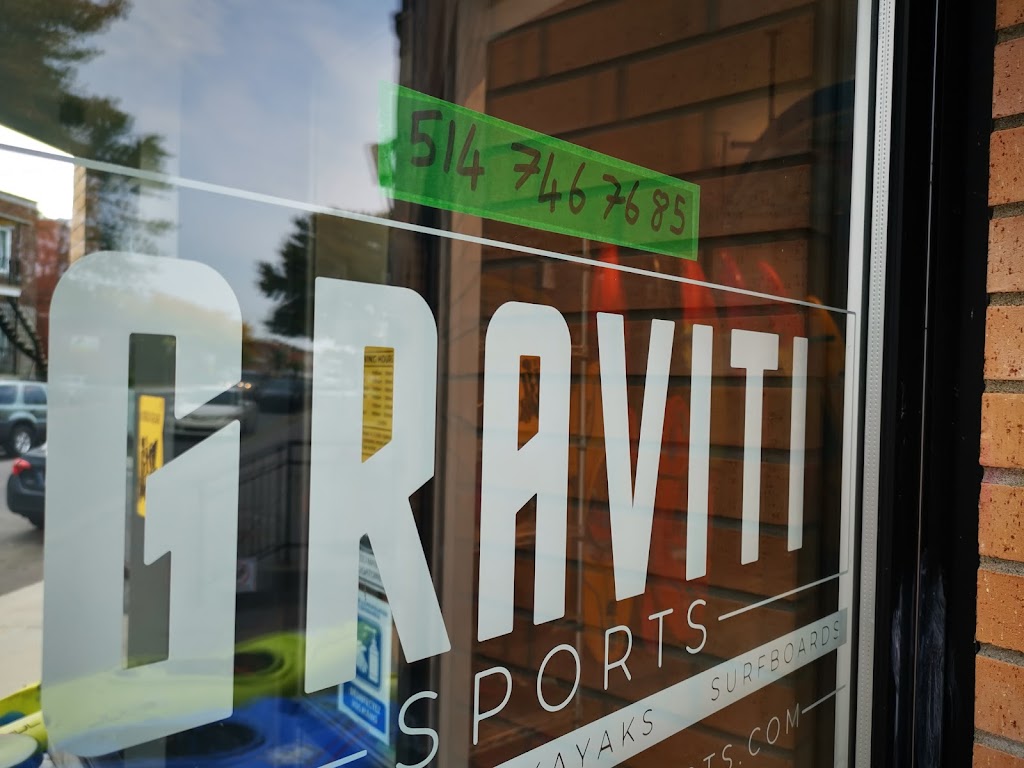 514 746 7685
GRAVITI
SPORTS
KAYAKS SURFBOARDS